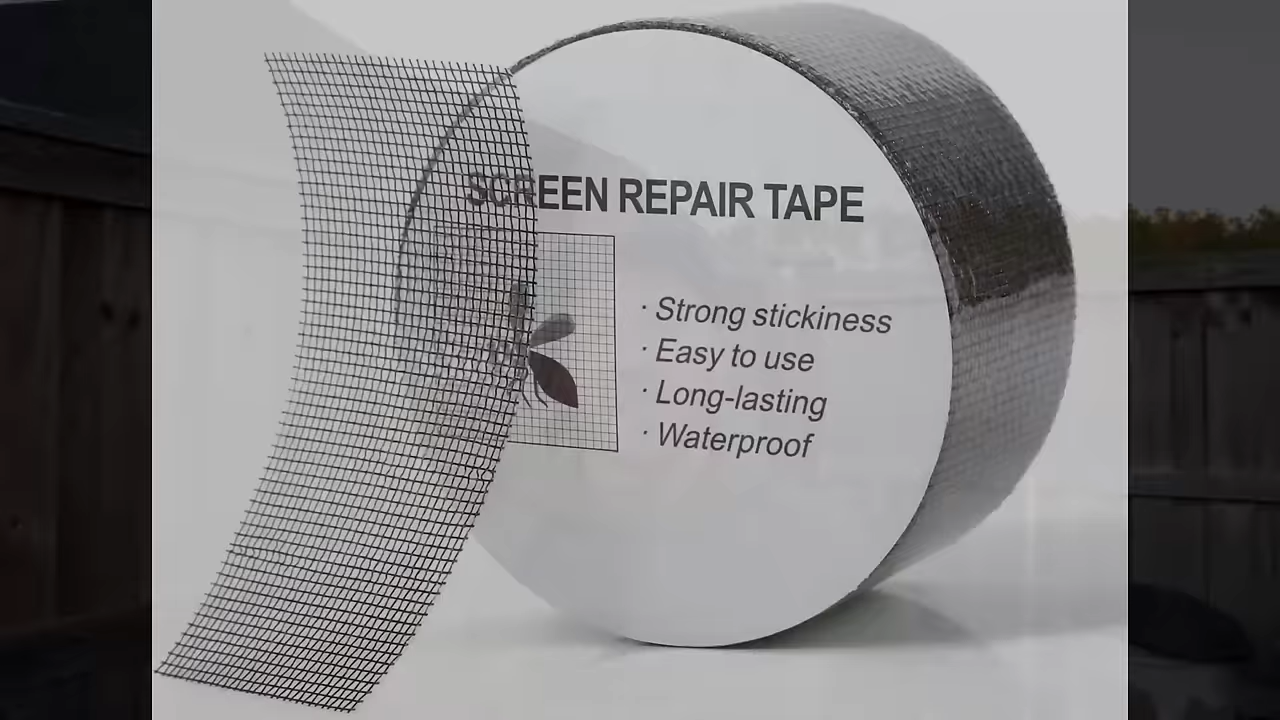 SCREEN REPAIR TAPE
· Strong stickiness
· Easy to use
· Long-lasting
· Waterproof